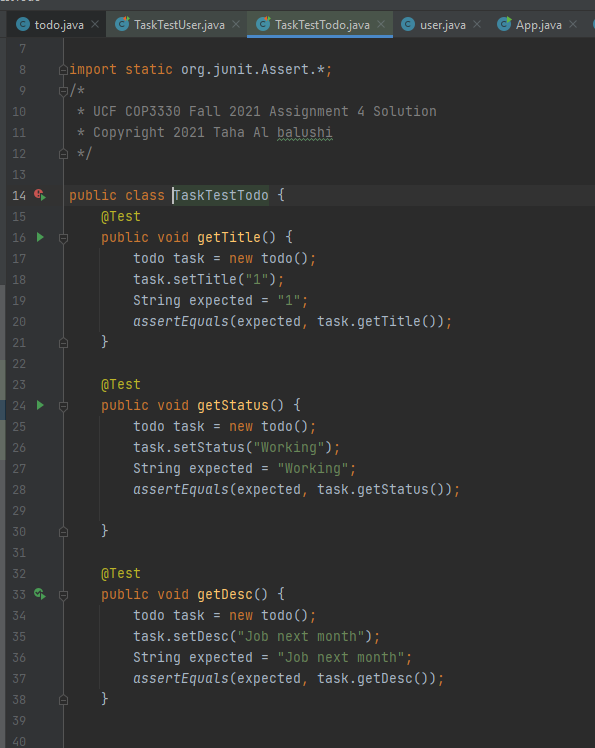 todo.java TaskTestUser.java TaskTestTodo.java user.java App.java
7
8 import static org.junit.Assert.*;
9 /*
10 * UCF COP3330 Fall 2021 Assignment 4 Solution
11 * Copyright 2021 Taha Al balushi
12 */
13
14 public class TaskTestTodo {
15 @Test
16 public void getTitle() {
17 todo task = new todo();
18 task.setTitle("1");
19 String expected = "1";
20 assertEquals(expected, task.getTitle());
21 }
22
23 @Test
24 public void getStatus() {
25 todo task = new todo();
26 task.setStatus("Working");
27 String expected = "Working";
28 assertEquals(expected, task.getStatus());
29
30 }
31
32 @Test
33 public void getDesc() {
34 todo task = new todo();
35 task.setDesc("Job next month");
36 String expected = "Job next month";
37 assertEquals(expected, task.getDesc());
38 }
39
40